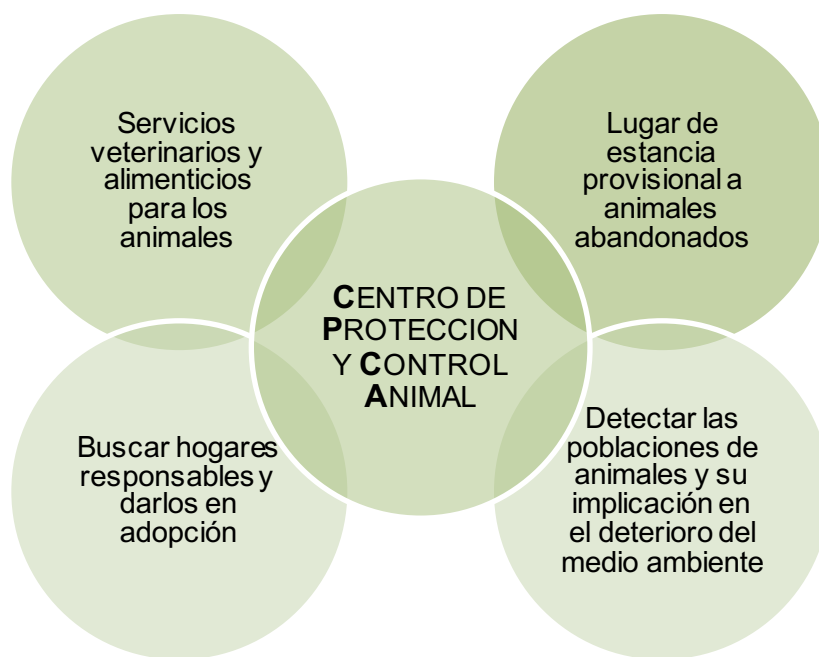 Servicios
veterinarios y
alimenticios
para los
animales
Lugar de
estancia
provisional a
animales
abandonados
CENTRO DE
PROTECCION
Y CONTROL
ANIMAL
Buscar hogares
responsables y
darlos en
adopción
Detectar las
poblaciones de
animales y su
implicación en
el deterioro del
medio ambiente